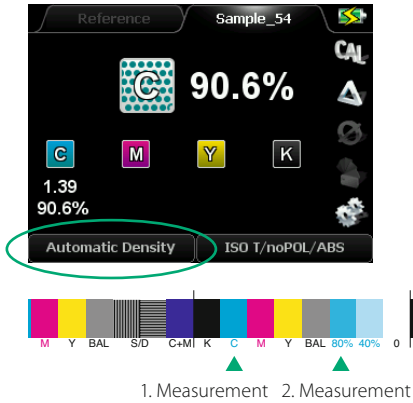 Reference Sample_54
CAL
C 90.6%
C M Y K
1.39
90.6%
Automatic Density ISO T/noPOL/ABS
M Y BAL S/D C+M K C M Y BAL 80% 40% 0
1. Measurement 2. Measurement